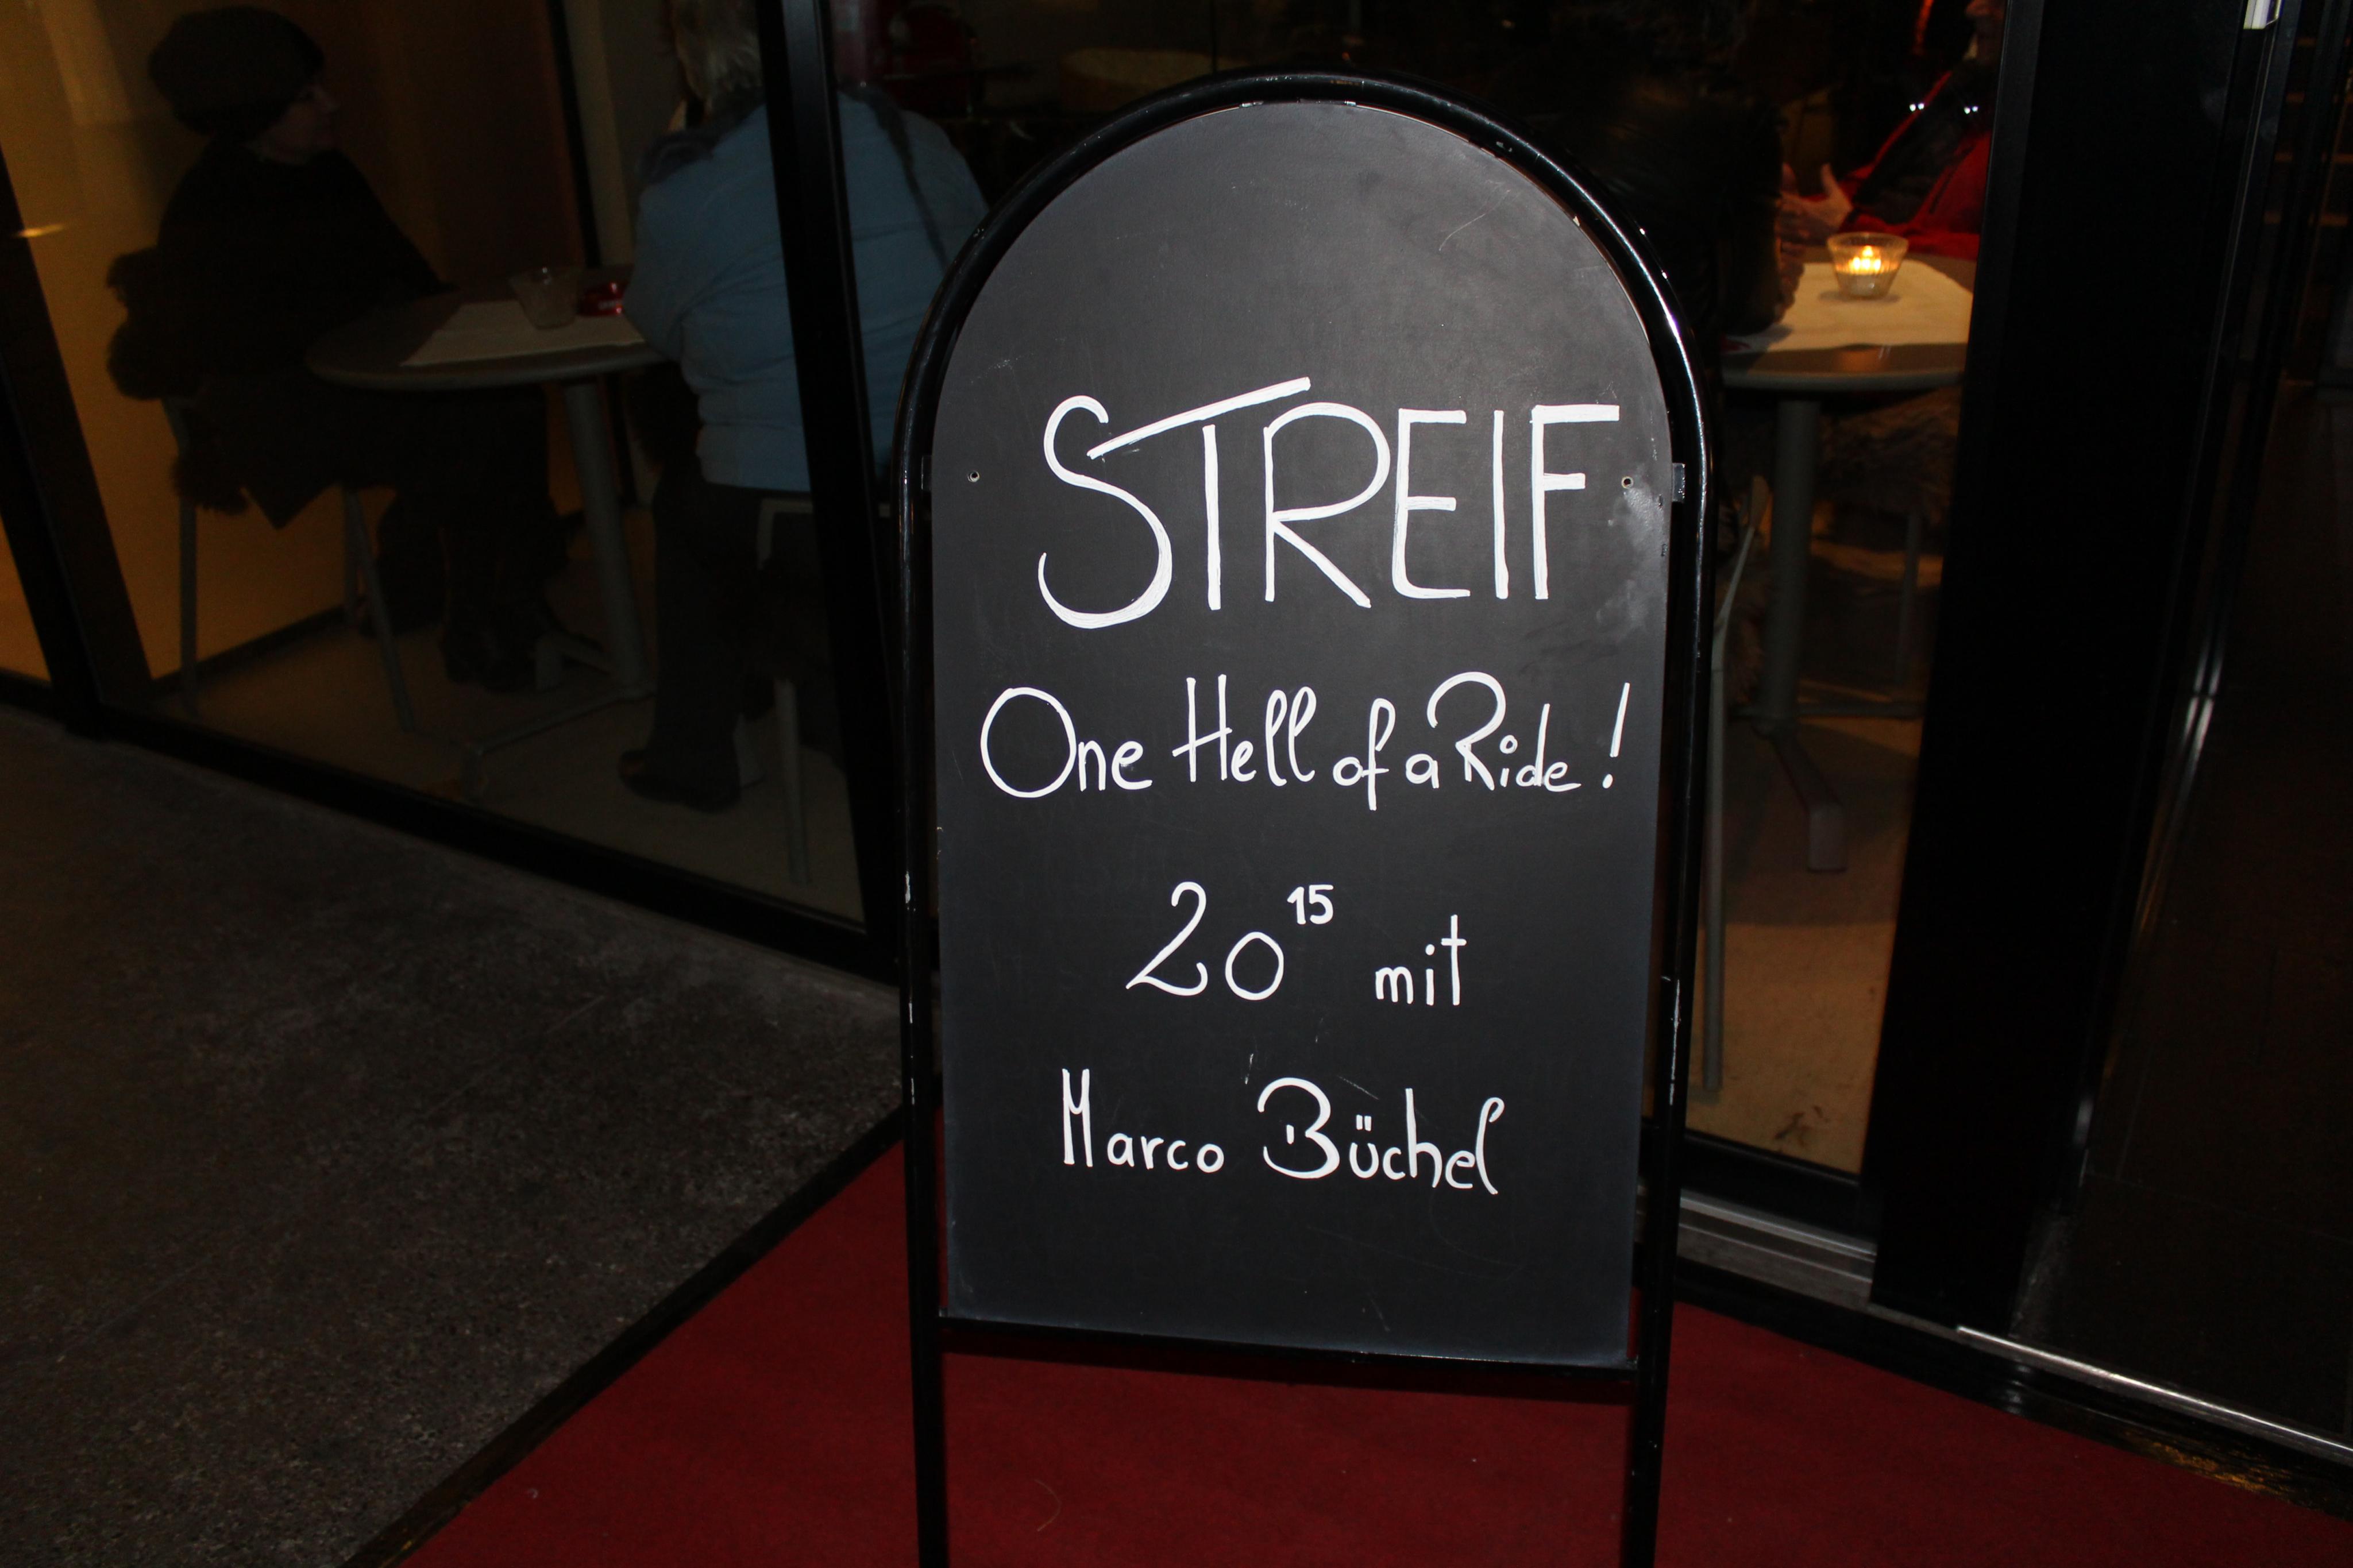 STREIF
One Hell of a Ride!
20¹⁵ mit
Marco Büchel